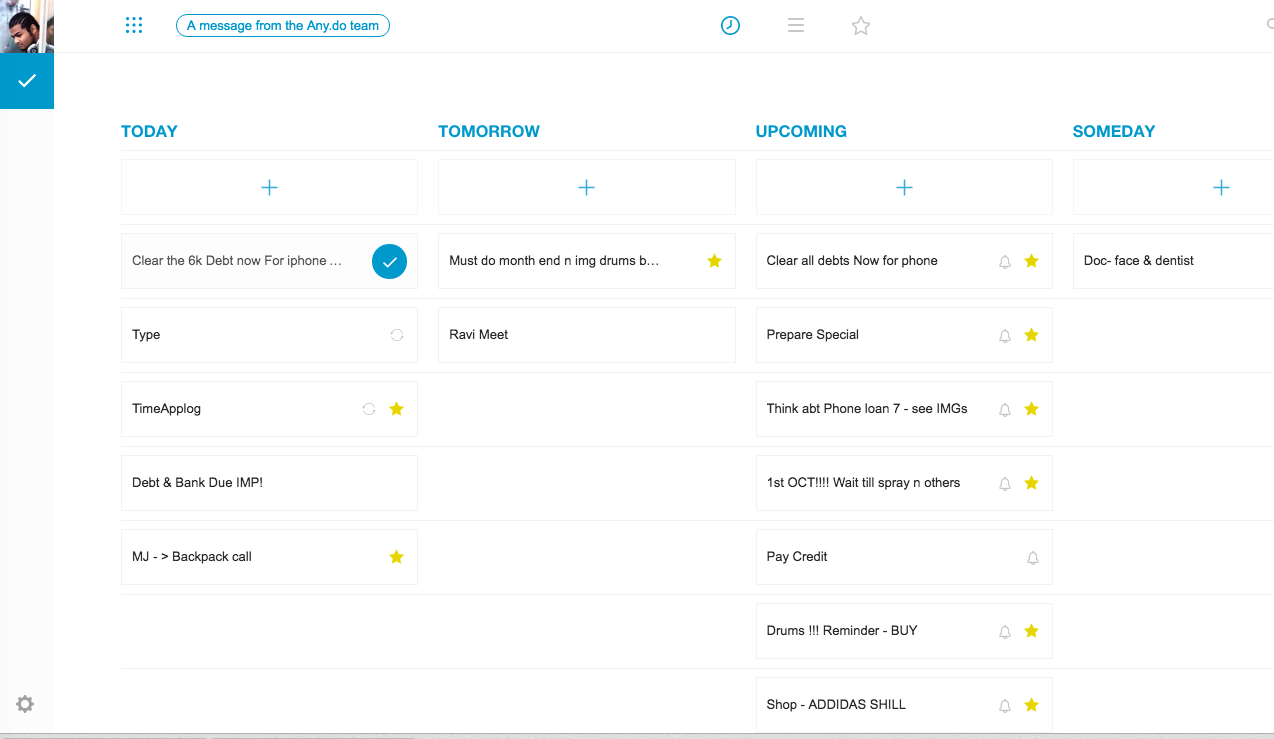 A message from the Any.do team
TODAY
TOMORROW
UPCOMING
SOMEDAY
Clear the 6k Debt now For iphone ...
Must do month end n img drums b...
Clear all debts Now for phone
Doc- face & dentist
Type
Ravi Meet
Prepare Special
TimeApplog
Think abt Phone loan 7 - see IMGs
Debt & Bank Due IMP!
1st OCT!!!! Wait till spray n others
MJ - > Backpack call
Pay Credit
Drums !!! Reminder - BUY
Shop - ADDIDAS SHILL